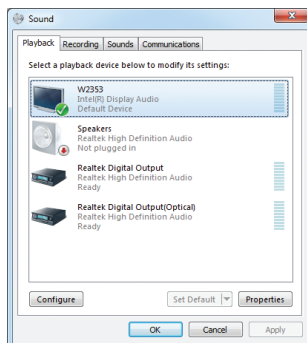 Sound
Playback Recording Sounds Communications
Select a playback device below to modify its settings:
W2353
Intel(R) Display Audio
Default Device
Speakers
Realtek High Definition Audio
Not plugged in
Realtek Digital Output
Realtek High Definition Audio
Ready
Realtek Digital Output(Optical)
Realtek High Definition Audio
Ready
Configure Set Default Properties
OK Cancel Apply